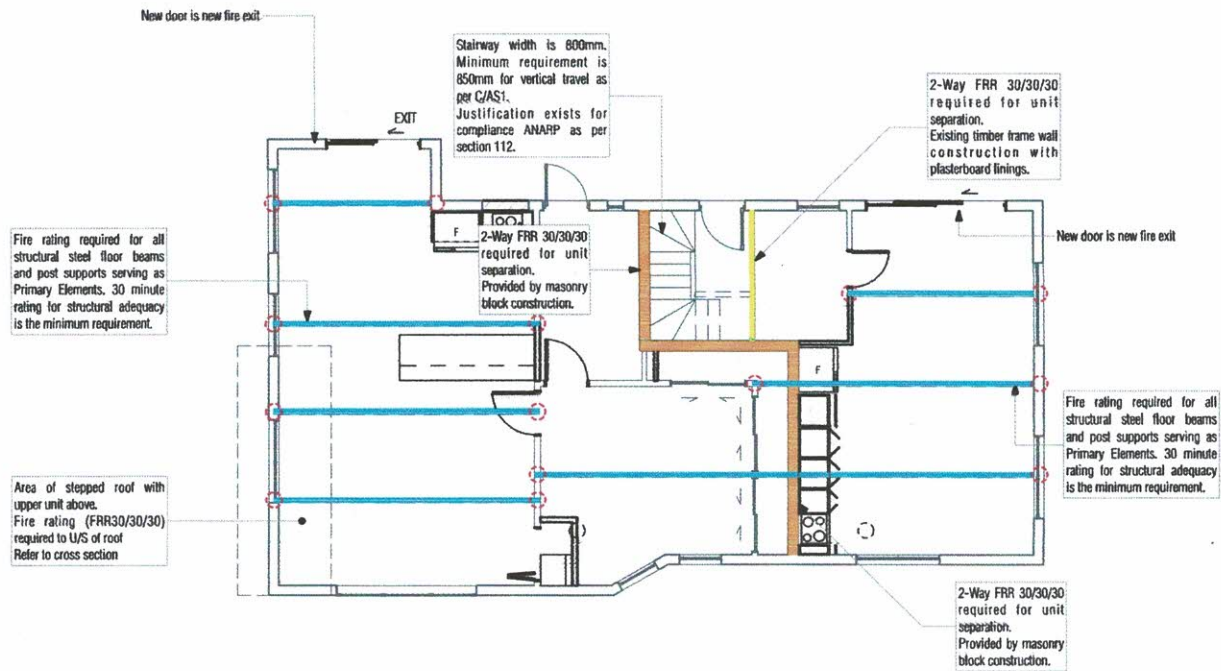 New door is new fire exit
Stairway width is 800mm.
Minimum requirement is
850mm for vertical travel as
per C/AS1.
Justification exists for
compliance ANARP as per
section 112.
2-Way FRR 30/30/30
required for unit
separation.
Existing timber frame wall
construction with
plasterboard linings.
EXIT
Fire rating required for all
structural steel floor beams
and post supports serving as
Primary Elements. 30 minute
rating for structural adequacy
is the minimum requirement.
F
2-Way FRR 30/30/30
required for unit
separation.
Provided by masonry
block construction.
New door is new fire exit
F
Fire rating required for all
structural steel floor beams
and post supports serving as
Primary Elements. 30 minute
rating for structural adequacy
is the minimum requirement.
Area of stepped roof with
upper unit above.
Fire rating (FRR30/30/30)
required to U/S of roof
Refer to cross section
2-Way FRR 30/30/30
required for unit
separation.
Provided by masonry
block construction.